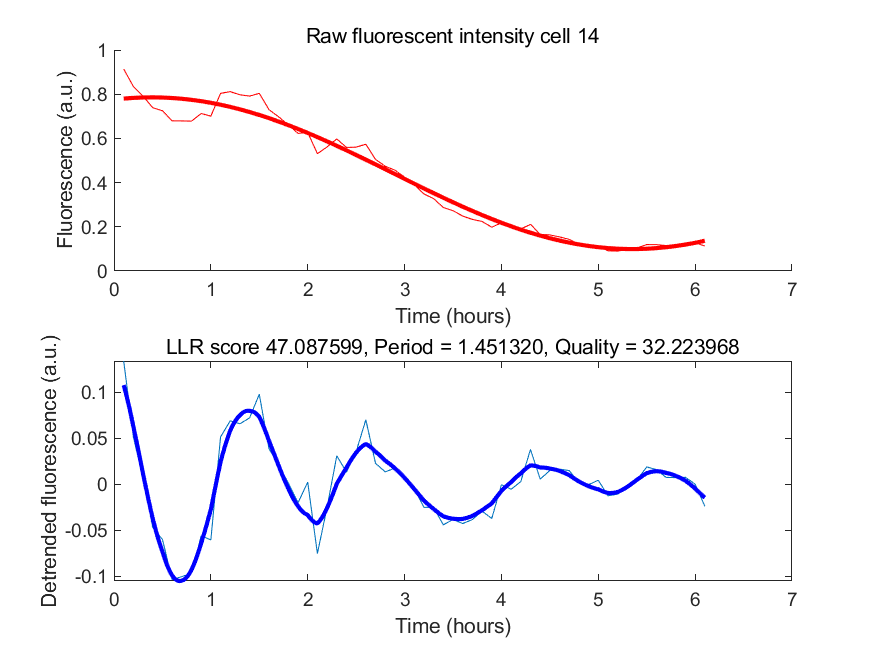 Raw fluorescent intensity cell 14
Fluorescence (a.u.)
1
0.8
0.6
0.4
0.2
0
0 1 2 3 4 5 6 7
Time (hours)
LLR score 47.087599, Period = 1.451320, Quality = 32.223968
Detrended fluorescence (a.u.)
0.1
0.05
0
-0.05
-0.1
0 1 2 3 4 5 6 7
Time (hours)